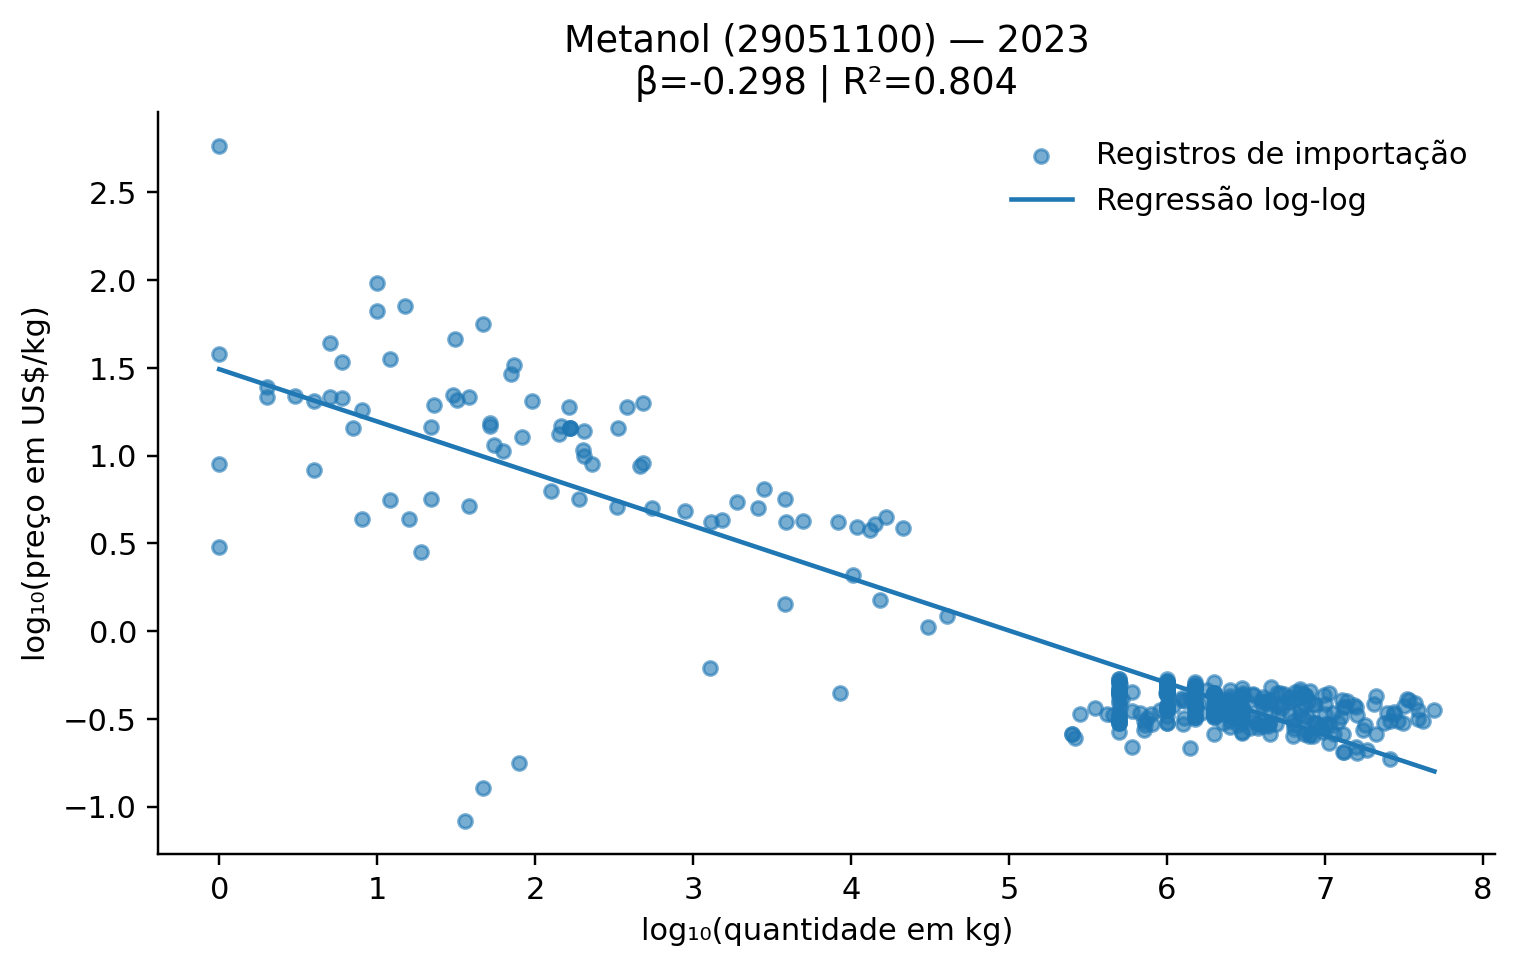 Metanol (29051100) — 2023
β=-0.298 | R²=0.804
Registros de importação
Regressão log-log
log₁₀(preço em US$/kg)
2.5
2.0
1.5
1.0
0.5
0.0
−0.5
−1.0
0 1 2 3 4 5 6 7 8
log₁₀(quantidade em kg)